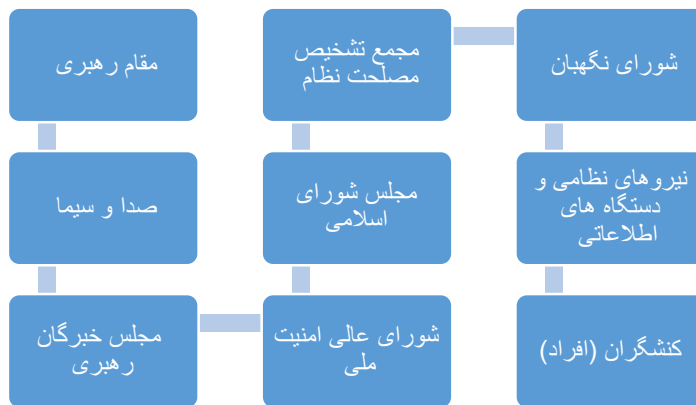 مقام رهبری
صدا و سیما
مجلس خبرگان
رهبری
شورای عالی امنیت
ملی
مجلس شورای
اسلامی
مجمع تشخیص
مصلحت نظام
شورای نگهبان
نیروهای نظامی و
دستگاه های
اطلاعاتی
کنشگران (افراد)